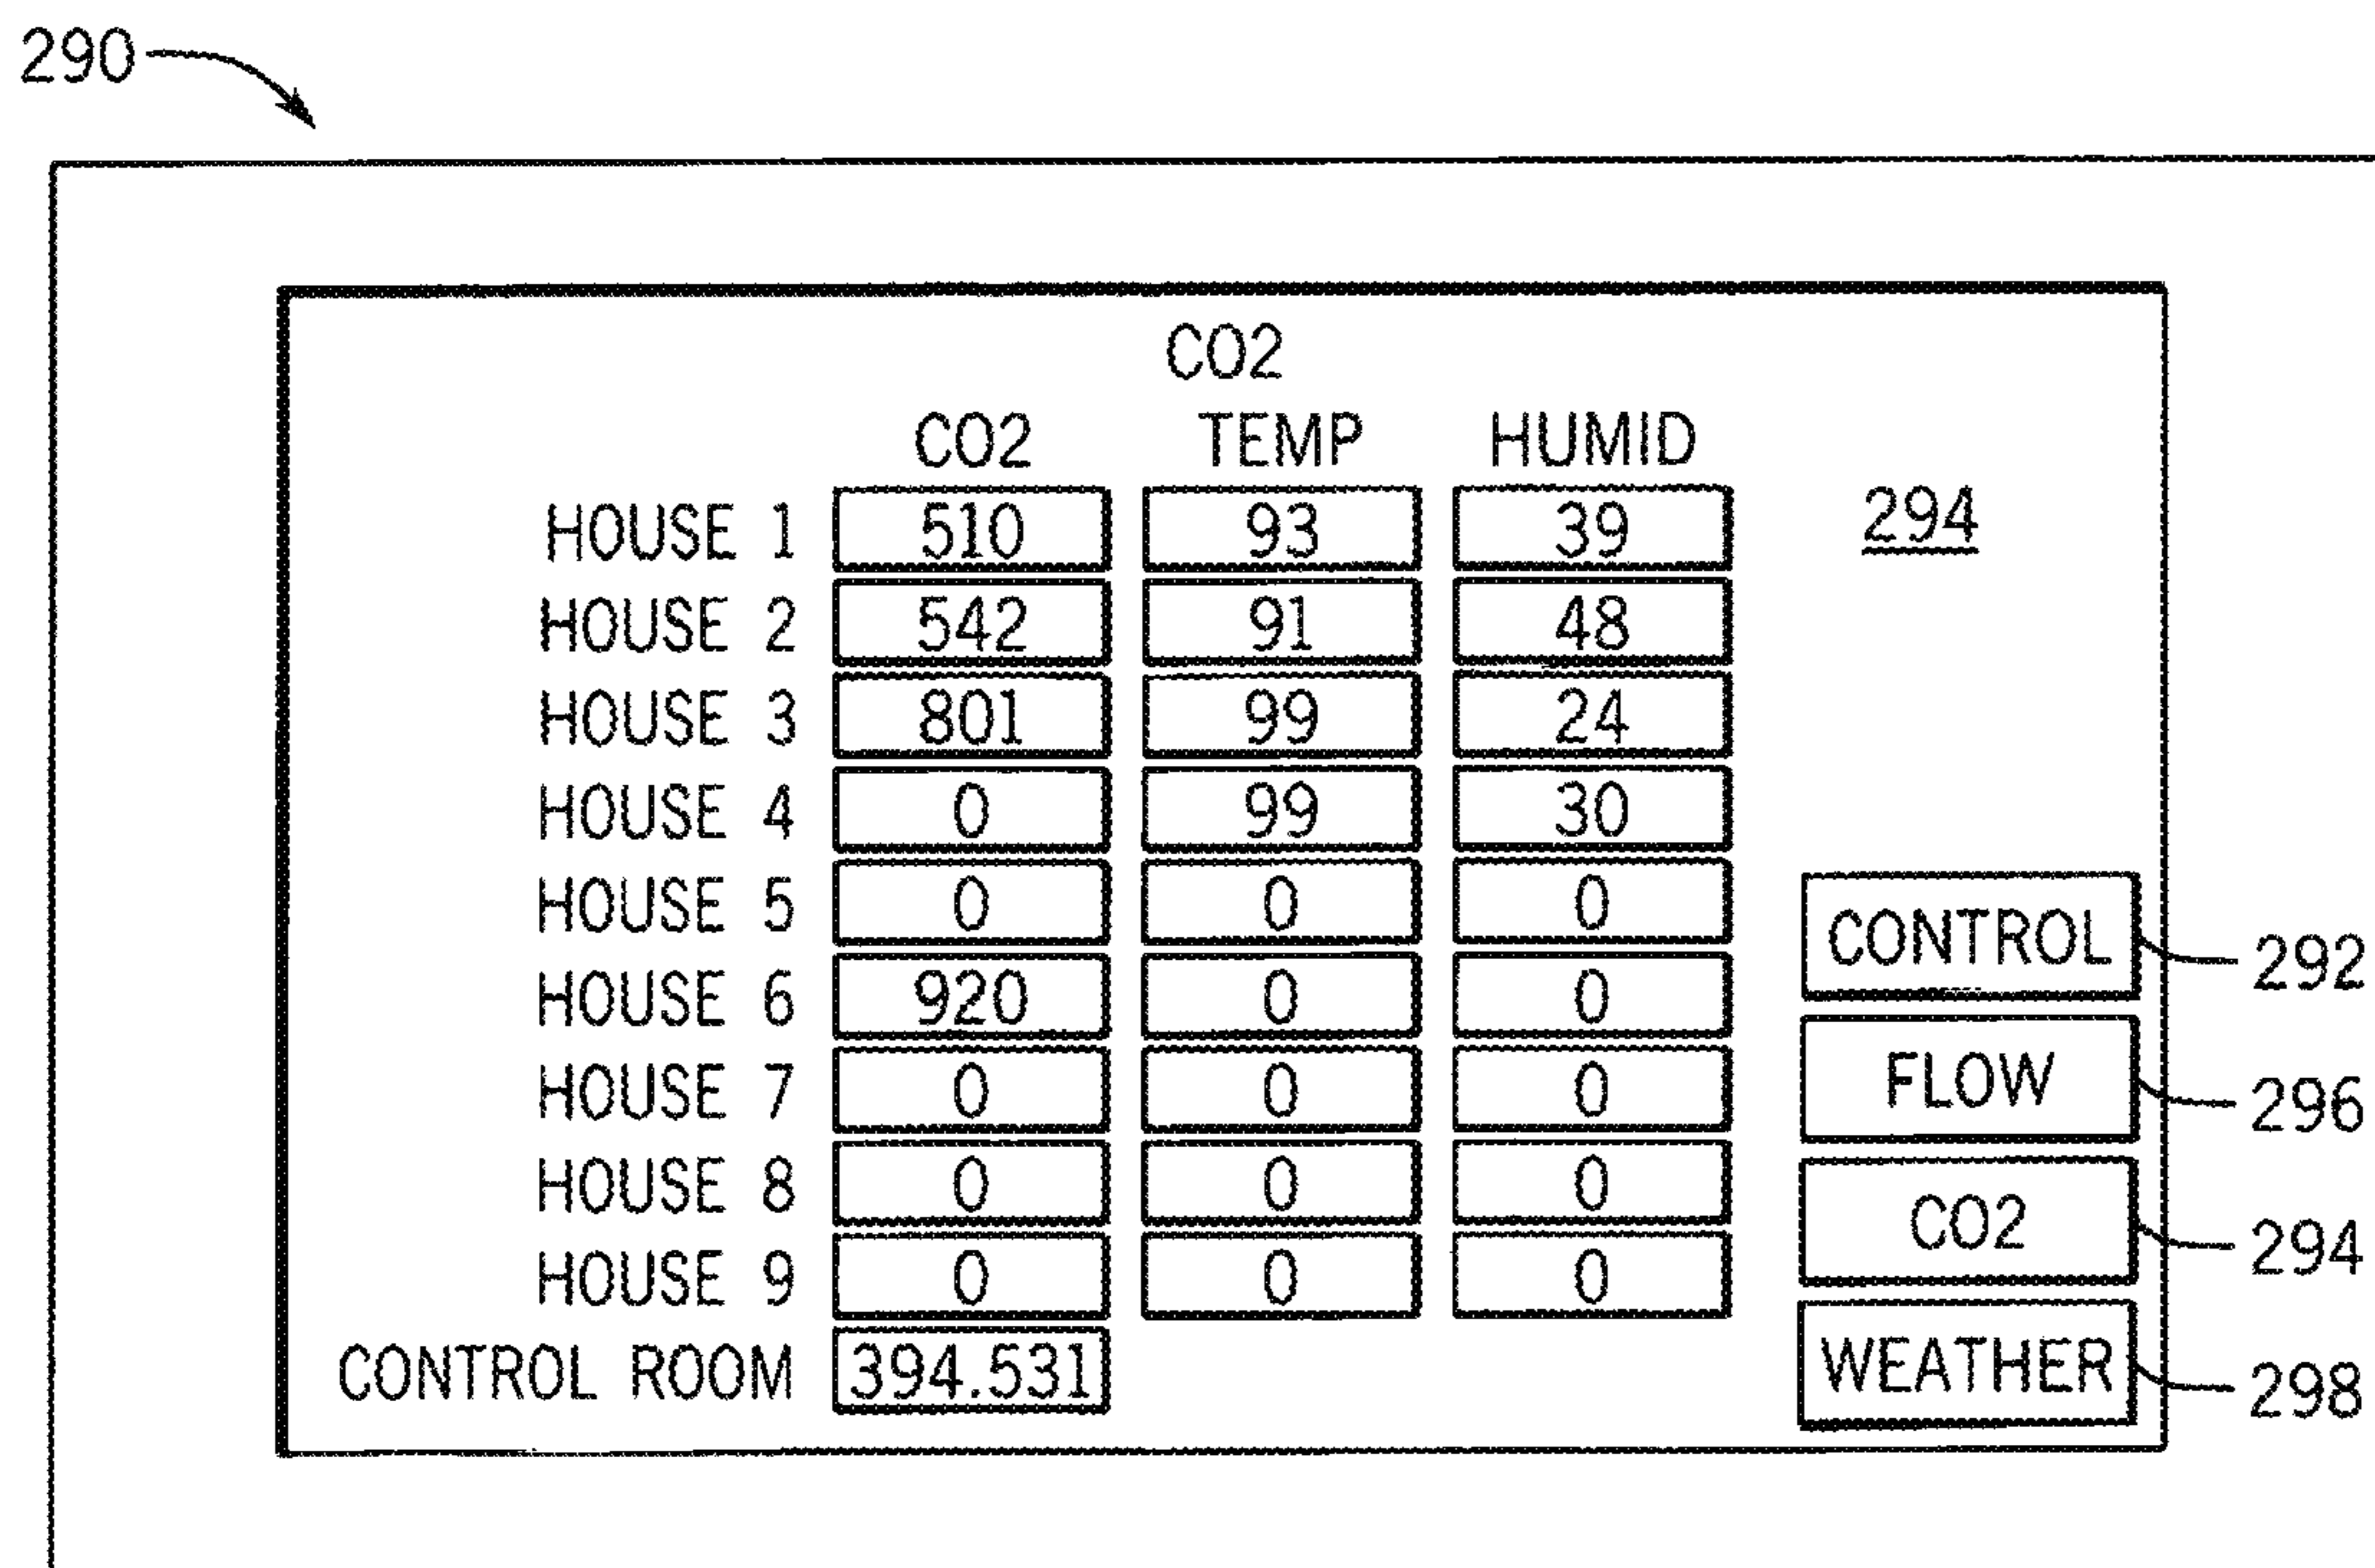 290
CO2
CO2 TEMP HUMID
HOUSE 1 510 93 39 294
HOUSE 2 542 91 48
HOUSE 3 801 99 24
HOUSE 4 0 99 30
HOUSE 5 0 0 0
CONTROL 292
HOUSE 6 920 0 0
HOUSE 7 0 0 0
FLOW 296
HOUSE 8 0 0 0
CO2 294
HOUSE 9 0 0 0
CONTROL ROOM 394.531
WEATHER 298